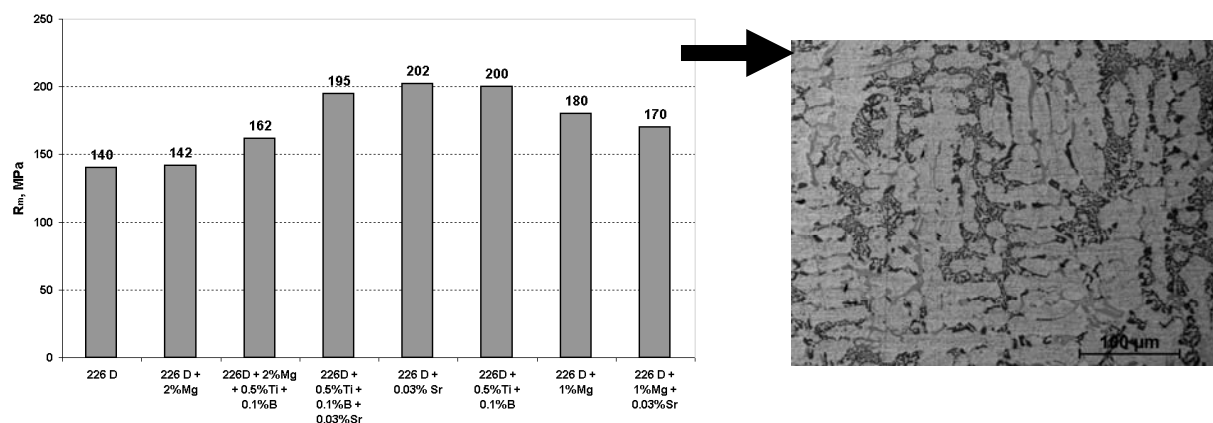 250
200
150
100
50
0
Rm, MPa
140
142
162
195
202
200
180
170
226 D
226 D +
2%Mg
226D + 2%Mg
+ 0.5%Ti +
0.1%B
226D +
0.5%Ti +
0.1%B +
0.03%Sr
226 D +
0.03% Sr
226D +
0.5%Ti +
0.1%B
226 D +
1%Mg
226 D +
1%Mg +
0.03%Sr
100 µm